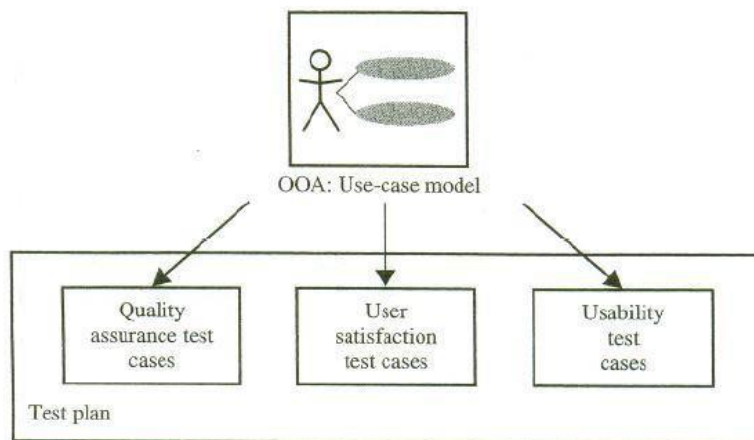 OOA: Use-case model
Quality
assurance test
cases
User
satisfaction
test cases
Usability
test
cases
Test plan